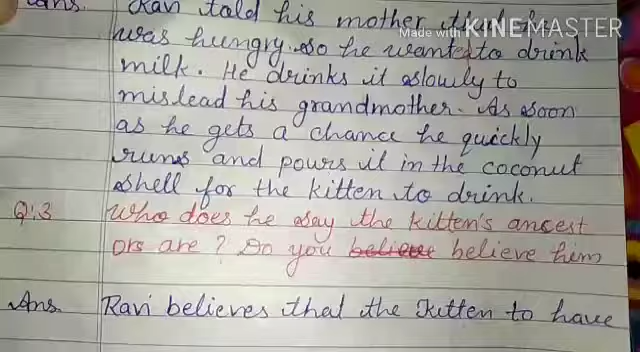 Ans. Ravi told his mother that he
Made with KINEMASTER
was hungry. so he wanted to drink
milk. He drinks it slowly to
mislead his grandmother. As soon
as he gets a chance he quickly
runs and pours it in the coconut
shell for the kitten to drink.
Q:3 Who does he say the kitten's ancest
ors are? Do you believe believe him
Ans. Ravi believes that the kitten to have